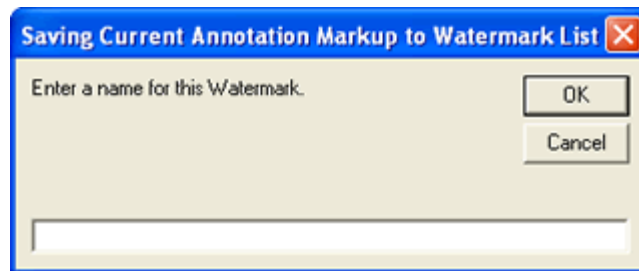 Saving Current Annotation Markup to Watermark List
Enter a name for this Watermark.
OK
Cancel